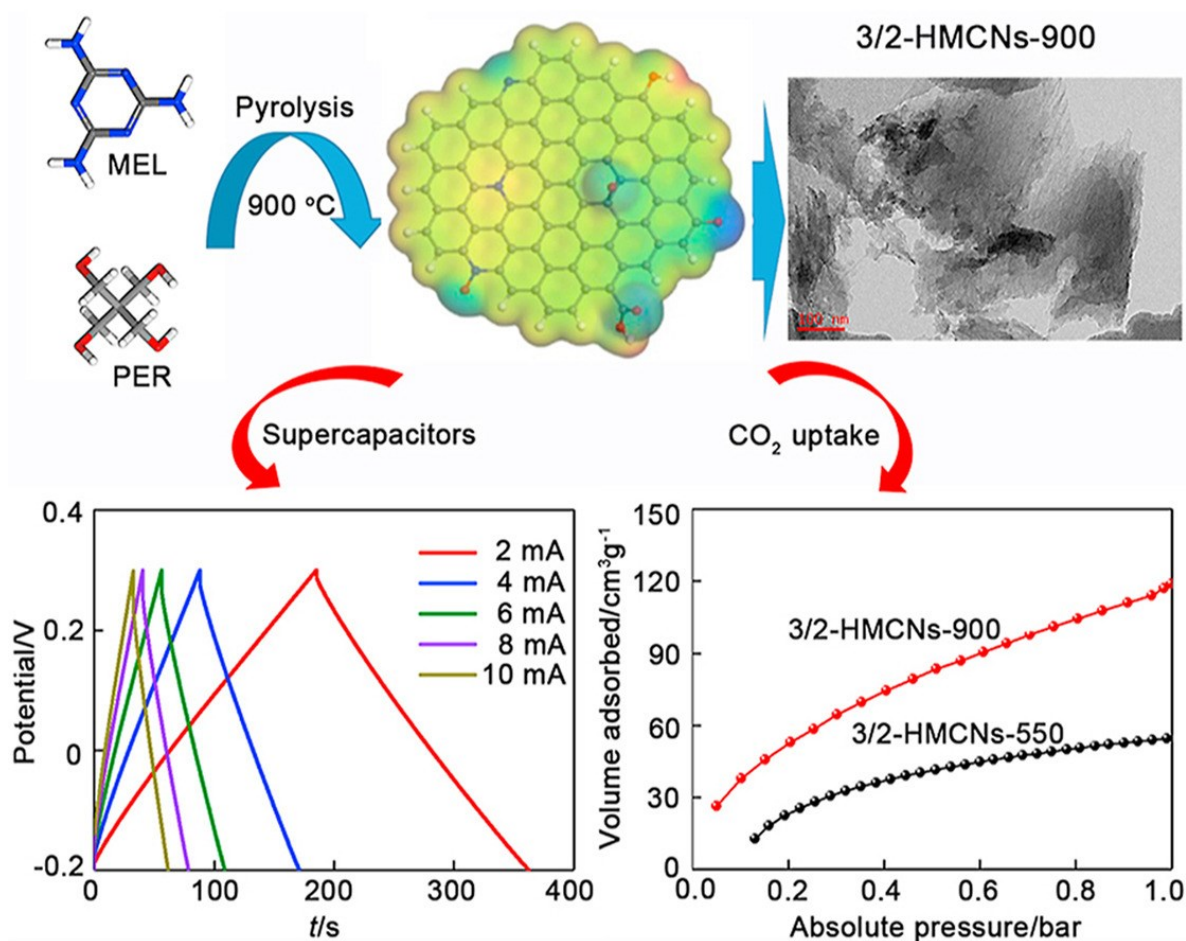 3/2-HMCNs-900
MEL
Pyrolysis
900 °C
PER
100 nm
Supercapacitors
CO₂ uptake
0.4
0.2
0
-0.2
Potential/V
2 mA
4 mA
6 mA
8 mA
10 mA
0 100 200 300 400
t/s
150
120
90
60
30
0
Volume adsorbed/cm³g⁻¹
3/2-HMCNs-900
3/2-HMCNs-550
0.0 0.2 0.4 0.6 0.8 1.0
Absolute pressure/bar